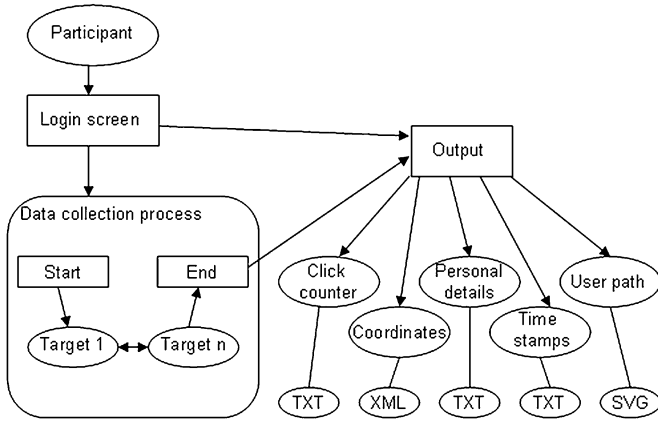 Participant
Login screen
Output
Data collection process
Start
End
Click
counter
Personal
details
User path
Coordinates
Time
stamps
Target 1
Target n
TXT
XML
TXT
TXT
SVG